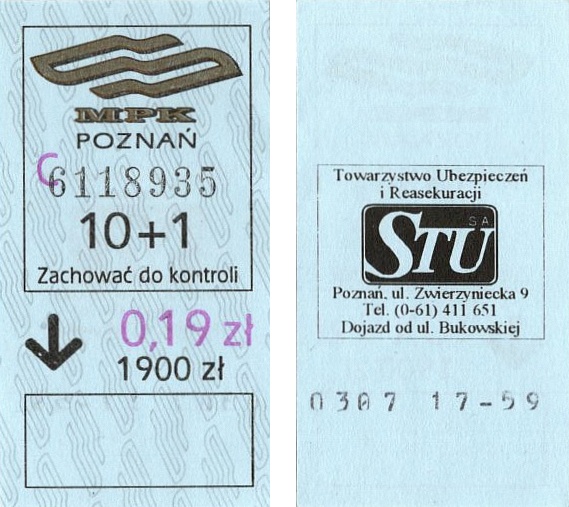 MPK
POZNAŃ
C
6118935
10+1
Zachować do kontroli
0,19 zł
1900 zł
Towarzystwo Ubezpieczeń
i Reasekuracji
STU SA
Poznań, ul. Zwierzyniecka 9
Tel. (0-61) 411 651
Dojazd od ul. Bukowskiej
0307 17-59